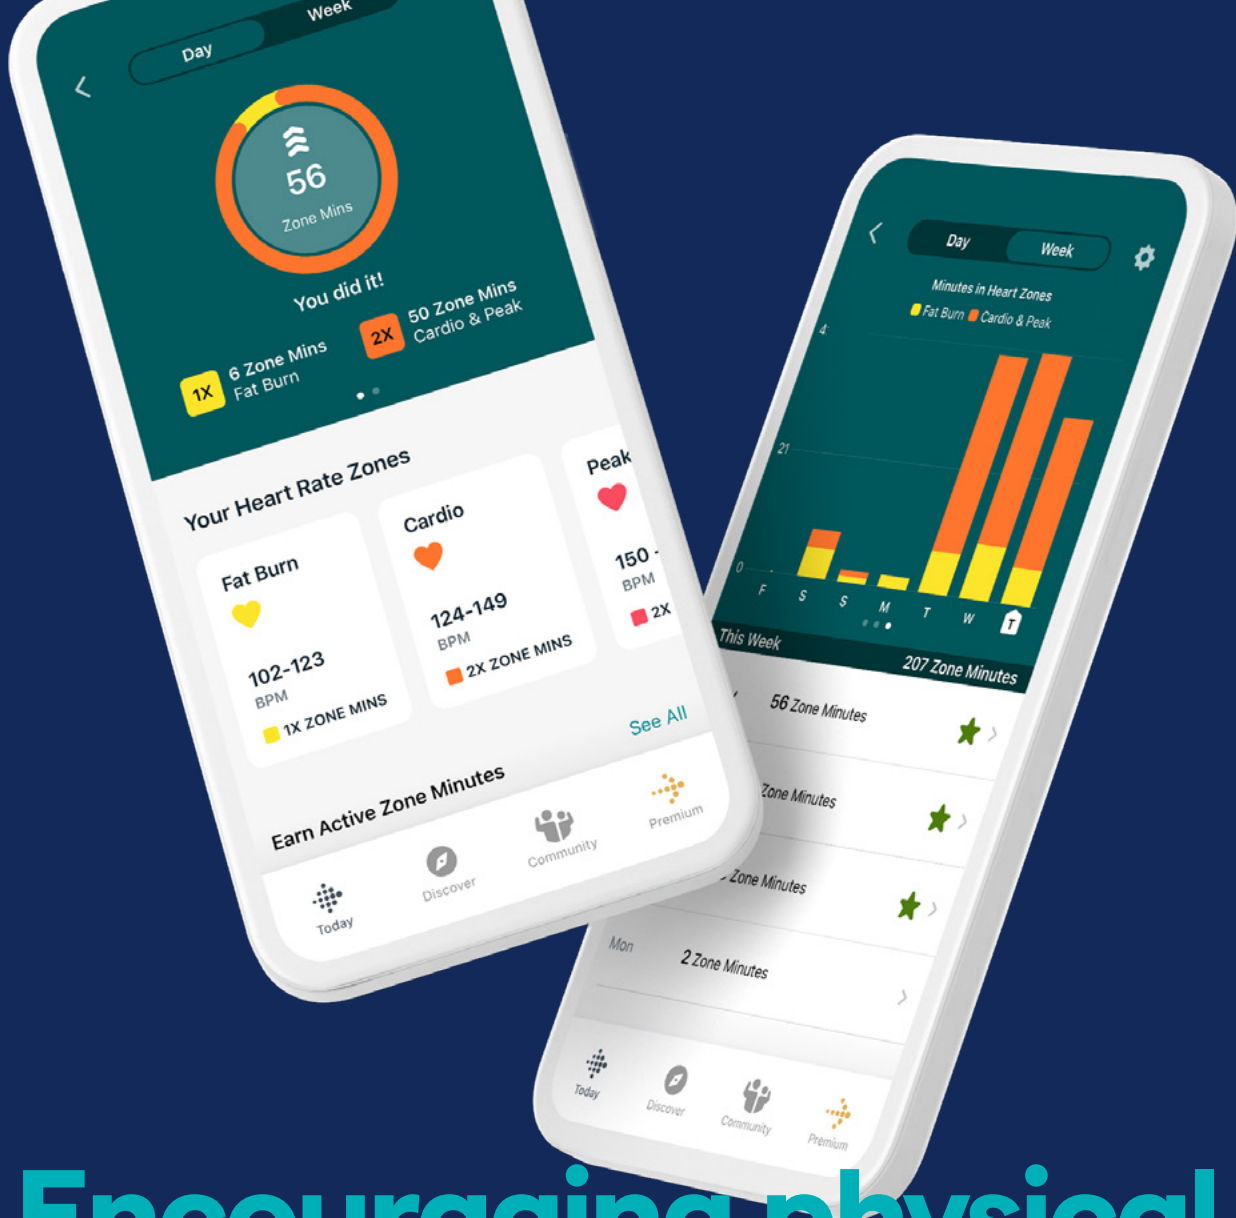 Day
Week
56
Zone Mins
You did it!
1X
6 Zone Mins
Fat Burn
2X
50 Zone Mins
Cardio & Peak
Your Heart Rate Zones
Fat Burn
102-123
BPM
1X ZONE MINS
Cardio
124-149
BPM
2X ZONE MINS
Peak
150 -
BPM
2X
See All
Earn Active Zone Minutes
Today
Discover
Community
Premium
Day
Week
Minutes in Heart Zones
Fat Burn
Cardio & Peak
4
21
0
F
S
S
M
T
W
T
This Week
207 Zone Minutes
56 Zone Minutes
Zone Minutes
Zone Minutes
Mon
2 Zone Minutes
Today
Discover
Community
Premium
Encouraging physical